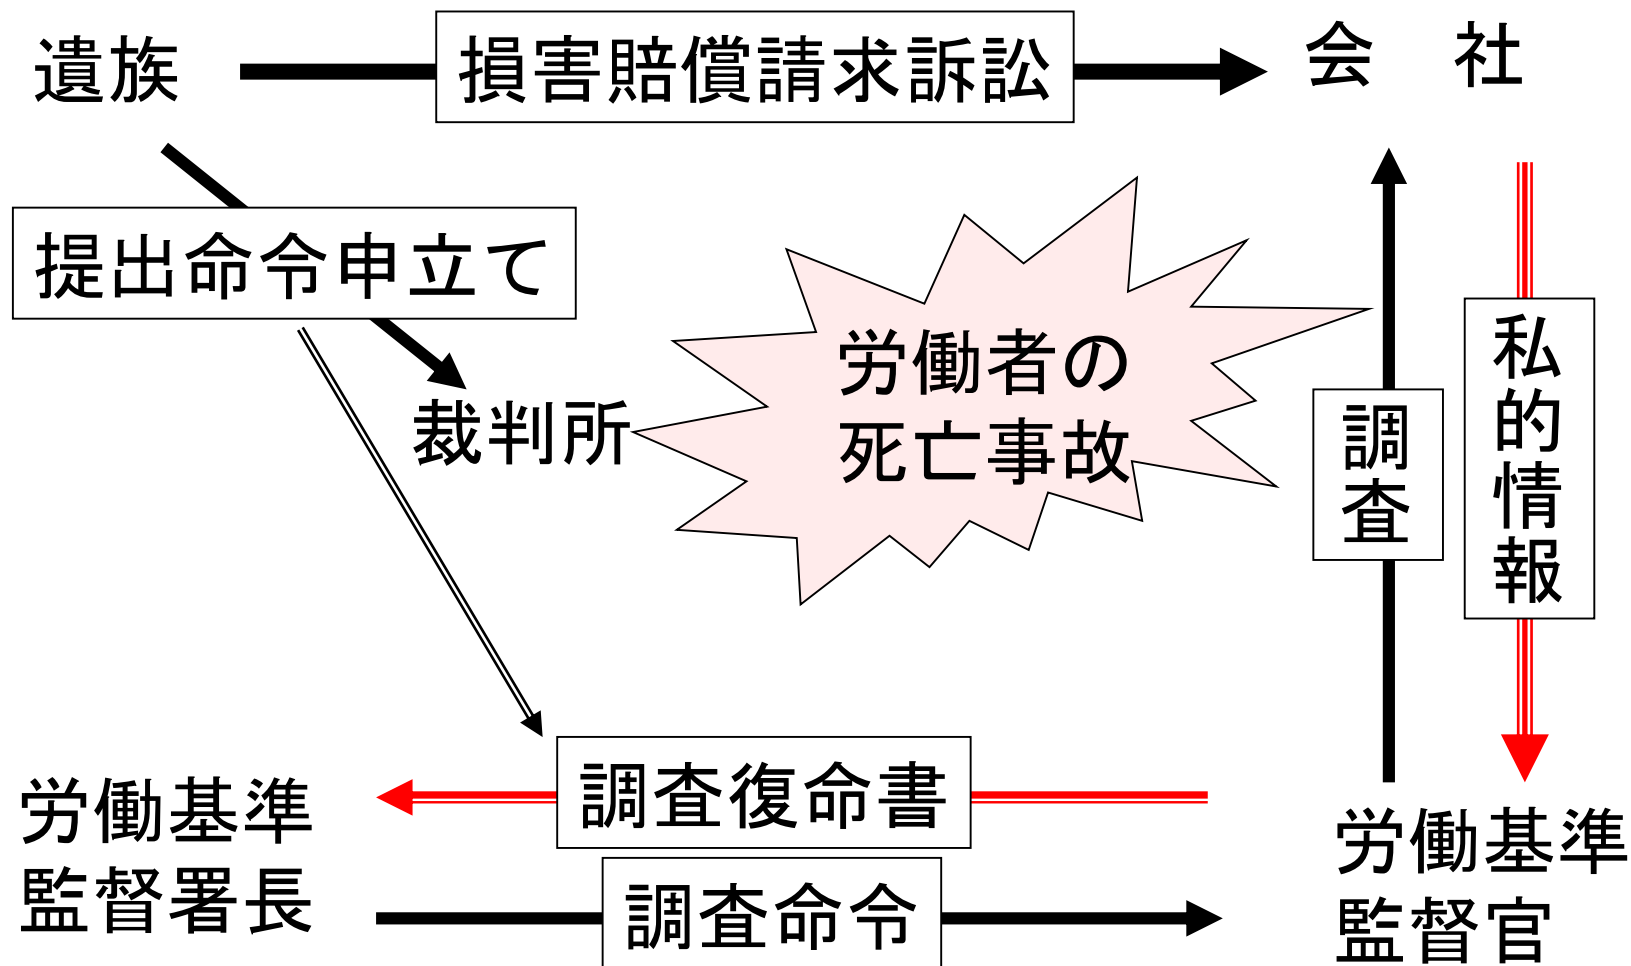 遺族
損害賠償請求訴訟
会　社
提出命令申立て
裁判所
労働者の
死亡事故
調査
私的情報
調査復命書
労働基準
監督署長
調査命令
労働基準
監督官